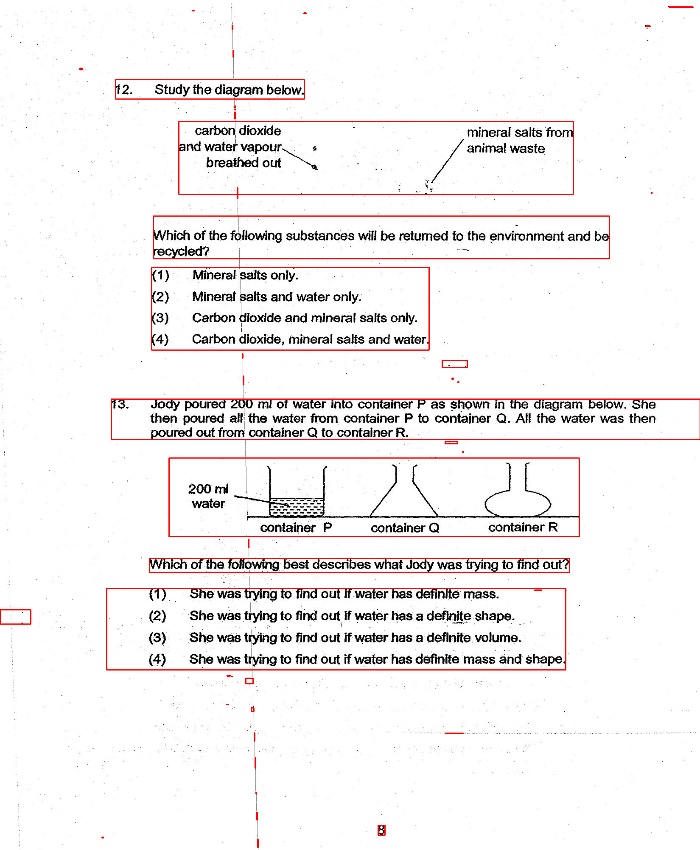 12. Study the diagram below.
carbon dioxide
and water vapour
breathed out
mineral salts from
animal waste
Which of the following substances will be returned to the environment and be
recycled?
(1) Mineral salts only.
(2) Mineral salts and water only.
(3) Carbon dioxide and mineral salts only.
(4) Carbon dioxide, mineral salts and water.
13. Jody poured 200 ml of water into container P as shown in the diagram below. She
then poured all the water from container P to container Q. All the water was then
poured out from container Q to container R.
200 ml
water
container P container Q container R
Which of the following best describes what Jody was trying to find out?
(1) She was trying to find out if water has definite mass.
(2) She was trying to find out if water has a definite shape.
(3) She was trying to find out if water has a definite volume.
(4) She was trying to find out if water has definite mass and shape.
8